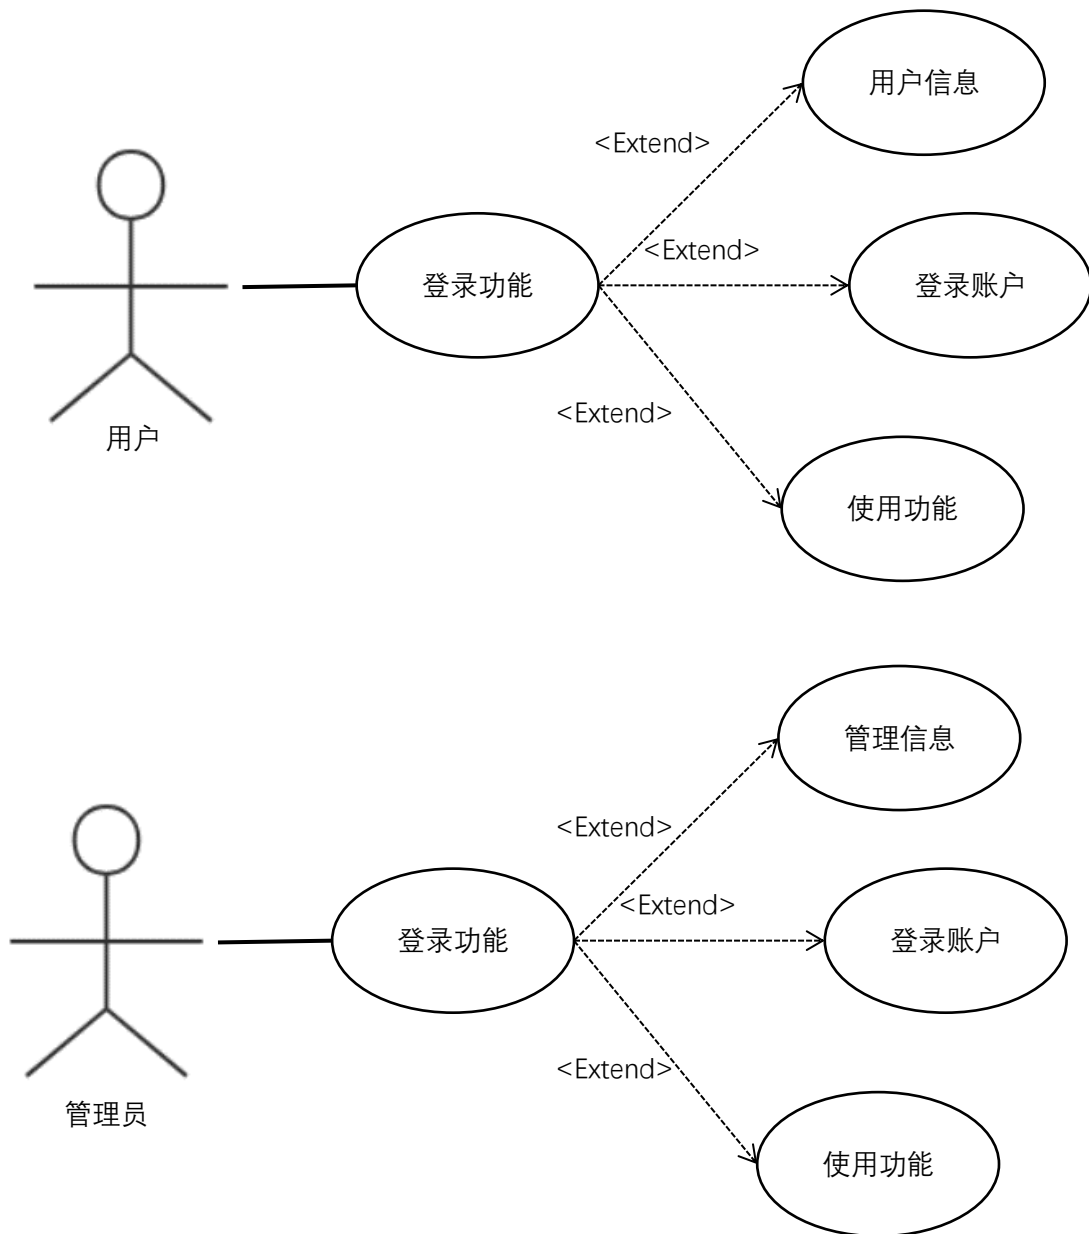 用户信息
<Extend>
<Extend>
登录功能
登录账户
<Extend>
用户
使用功能
管理信息
<Extend>
<Extend>
登录功能
登录账户
<Extend>
管理员
使用功能